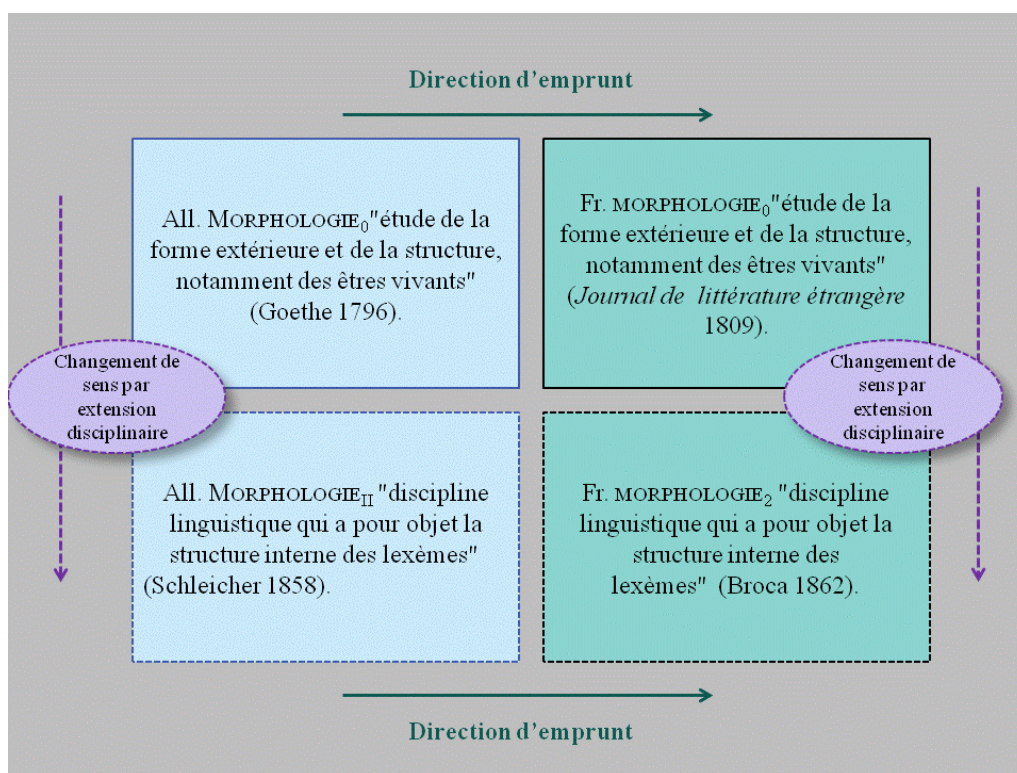 Direction d'emprunt
All. MORPHOLOGIE0"étude de la
forme extérieure et de la structure,
notamment des êtres vivants"
(Goethe 1796).
Fr. MORPHOLOGIE0"étude de la
forme extérieure et de la structure,
notamment des êtres vivants"
(Journal de littérature étrangère
1809).
Changement de
sens par
extension
disciplinaire
Changement de
sens par
extension
disciplinaire
All. MORPHOLOGIEII "discipline
linguistique qui a pour objet la
structure interne des lexèmes"
(Schleicher 1858).
Fr. MORPHOLOGIE2 "discipline
linguistique qui a pour objet la
structure interne des
lexèmes" (Broca 1862).
Direction d'emprunt